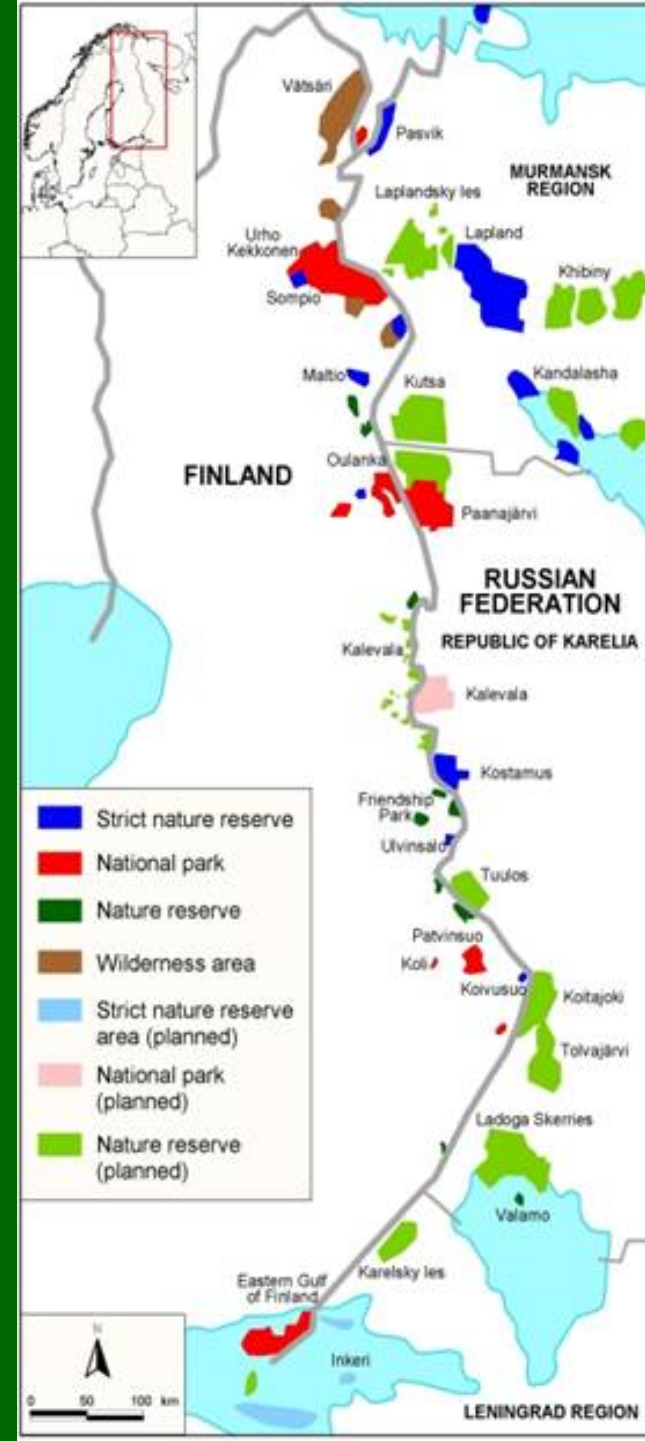 Vätsäri
Pasvik
MURMANSK
REGION
Laplandsky les
Urho
Kekkonen
Lapland
Khibiny
Sompio
Maltio
Kutsa
Kandalasha
FINLAND
Oulanka
Paanajärvi
RUSSIAN
FEDERATION
REPUBLIC OF KARELIA
Kalevala
Kalevala
Kostamus
Friendship
Park
Ulvinsalo
Tuulos
Patvinsuo
Koli
Koivusuo
Koitajoki
Tolvajärvi
Ladoga Skerries
Valamo
Karelsky les
Eastern Gulf
of Finland
Inkeri
LENINGRAD REGION
Strict nature reserve
National park
Nature reserve
Wilderness area
Strict nature reserve
area (planned)
National park
(planned)
Nature reserve
(planned)
N
0 50 100 km